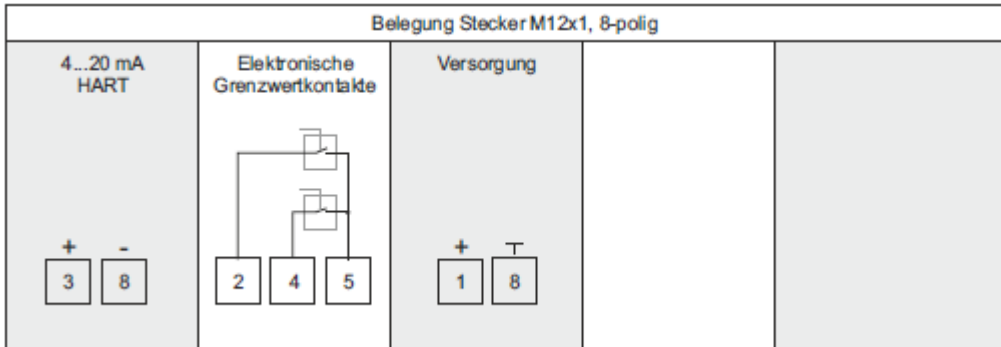 Belegung Stecker M12x1, 8-polig
4...20 mA
HART
Elektronische
Grenzwertkontakte
Versorgung
+ -
3 8
2 4 5
+
1 8